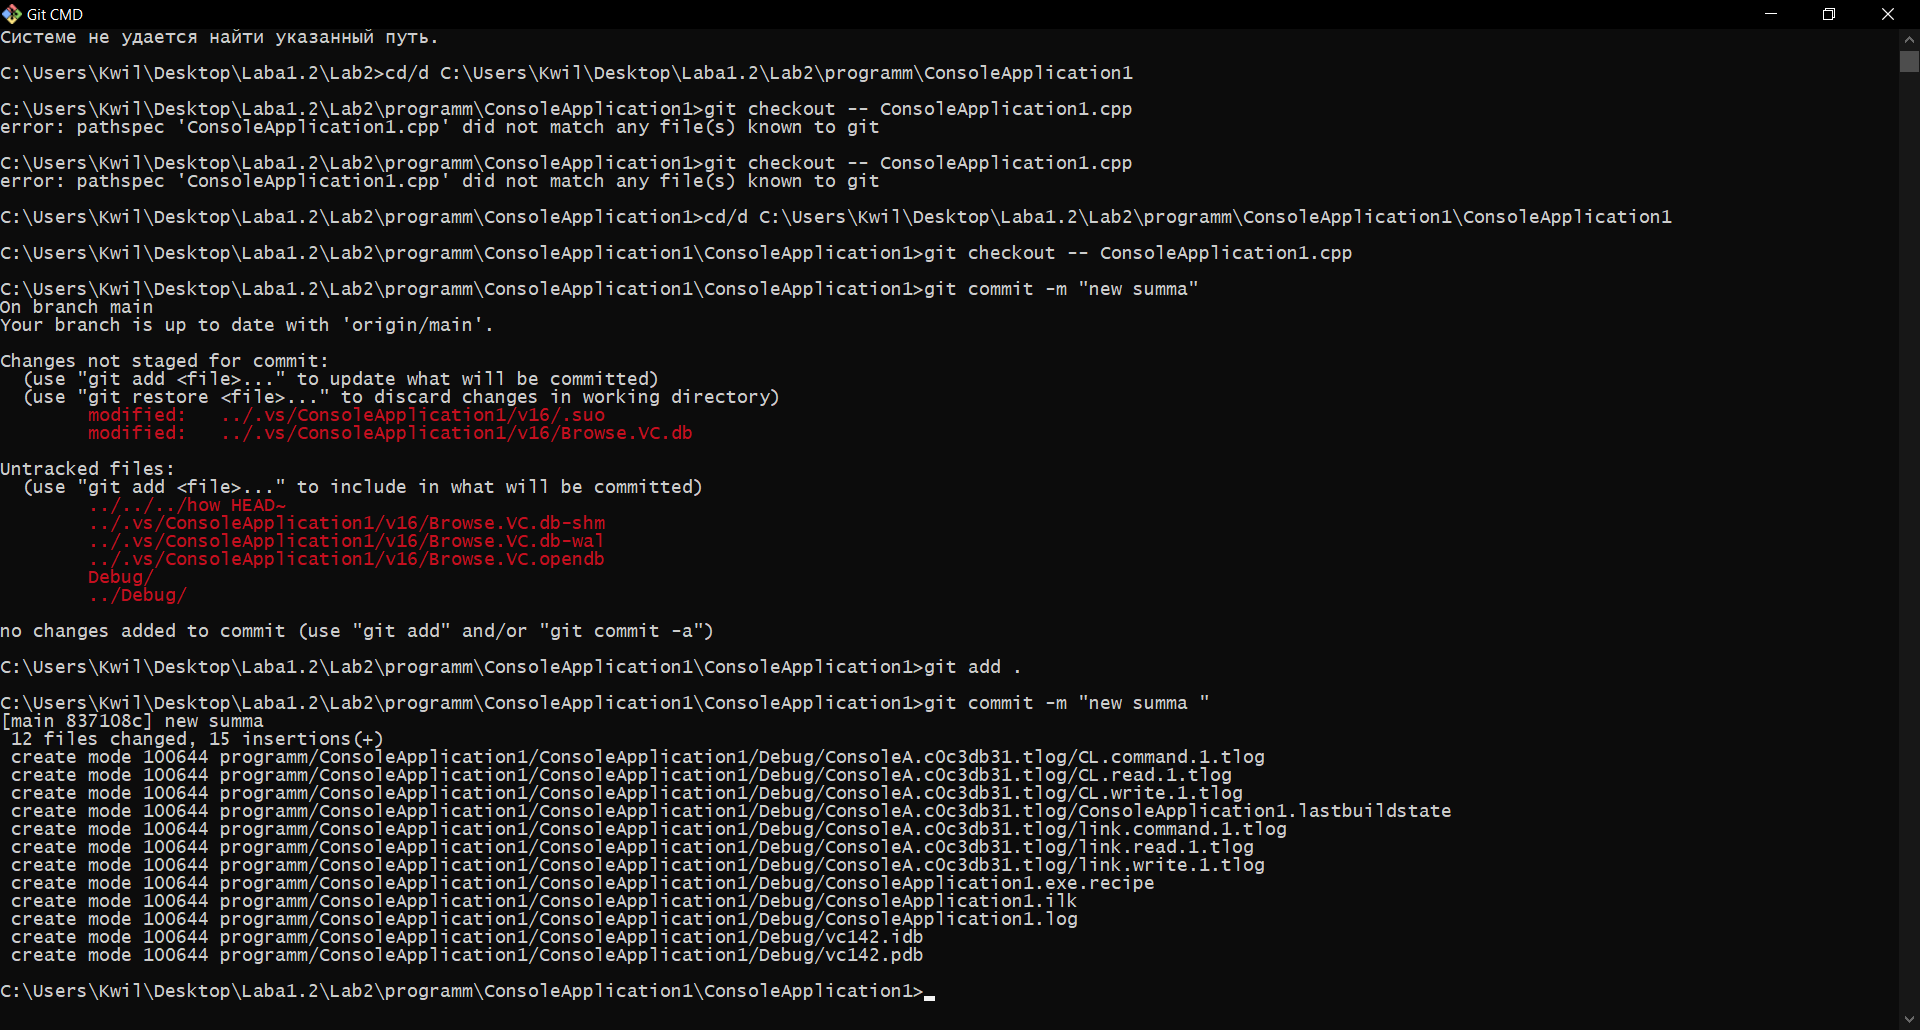 Git CMD
Системе не удается найти указанный путь.
C:\Users\Kwil\Desktop\Laba1.2\Lab2>cd/d C:\Users\Kwil\Desktop\Laba1.2\Lab2\programm\ConsoleApplication1
C:\Users\Kwil\Desktop\Laba1.2\Lab2\programm\ConsoleApplication1>git checkout -- ConsoleApplication1.cpp
error: pathspec 'ConsoleApplication1.cpp' did not match any file(s) known to git
C:\Users\Kwil\Desktop\Laba1.2\Lab2\programm\ConsoleApplication1>git checkout -- ConsoleApplication1.cpp
error: pathspec 'ConsoleApplication1.cpp' did not match any file(s) known to git
C:\Users\Kwil\Desktop\Laba1.2\Lab2\programm\ConsoleApplication1>cd/d C:\Users\Kwil\Desktop\Laba1.2\Lab2\programm\ConsoleApplication1\ConsoleApplication1
C:\Users\Kwil\Desktop\Laba1.2\Lab2\programm\ConsoleApplication1\ConsoleApplication1>git checkout -- ConsoleApplication1.cpp
C:\Users\Kwil\Desktop\Laba1.2\Lab2\programm\ConsoleApplication1\ConsoleApplication1>git commit -m "new summa"
On branch main
Your branch is up to date with 'origin/main'.
Changes not staged for commit:
  (use "git add <file>..." to update what will be committed)
  (use "git restore <file>..." to discard changes in working directory)
        modified:   ../.vs/ConsoleApplication1/v16/.suo
        modified:   ../.vs/ConsoleApplication1/v16/Browse.VC.db
Untracked files:
  (use "git add <file>..." to include in what will be committed)
        ../../../how HEAD~
        ../.vs/ConsoleApplication1/v16/Browse.VC.db-shm
        ../.vs/ConsoleApplication1/v16/Browse.VC.db-wal
        ../.vs/ConsoleApplication1/v16/Browse.VC.opendb
        Debug/
        ../Debug/
no changes added to commit (use "git add" and/or "git commit -a")
C:\Users\Kwil\Desktop\Laba1.2\Lab2\programm\ConsoleApplication1\ConsoleApplication1>git add .
C:\Users\Kwil\Desktop\Laba1.2\Lab2\programm\ConsoleApplication1\ConsoleApplication1>git commit -m "new summa "
[main 837108c] new summa
 12 files changed, 15 insertions(+)
 create mode 100644 programm/ConsoleApplication1/ConsoleApplication1/Debug/ConsoleA.c0c3db31.tlog/CL.command.1.tlog
 create mode 100644 programm/ConsoleApplication1/ConsoleApplication1/Debug/ConsoleA.c0c3db31.tlog/CL.read.1.tlog
 create mode 100644 programm/ConsoleApplication1/ConsoleApplication1/Debug/ConsoleA.c0c3db31.tlog/CL.write.1.tlog
 create mode 100644 programm/ConsoleApplication1/ConsoleApplication1/Debug/ConsoleA.c0c3db31.tlog/ConsoleApplication1.lastbuildstate
 create mode 100644 programm/ConsoleApplication1/ConsoleApplication1/Debug/ConsoleA.c0c3db31.tlog/link.command.1.tlog
 create mode 100644 programm/ConsoleApplication1/ConsoleApplication1/Debug/ConsoleA.c0c3db31.tlog/link.read.1.tlog
 create mode 100644 programm/ConsoleApplication1/ConsoleApplication1/Debug/ConsoleA.c0c3db31.tlog/link.write.1.tlog
 create mode 100644 programm/ConsoleApplication1/ConsoleApplication1/Debug/ConsoleApplication1.exe.recipe
 create mode 100644 programm/ConsoleApplication1/ConsoleApplication1/Debug/ConsoleApplication1.ilk
 create mode 100644 programm/ConsoleApplication1/ConsoleApplication1/Debug/ConsoleApplication1.log
 create mode 100644 programm/ConsoleApplication1/ConsoleApplication1/Debug/vc142.idb
 create mode 100644 programm/ConsoleApplication1/ConsoleApplication1/Debug/vc142.pdb
C:\Users\Kwil\Desktop\Laba1.2\Lab2\programm\ConsoleApplication1\ConsoleApplication1>